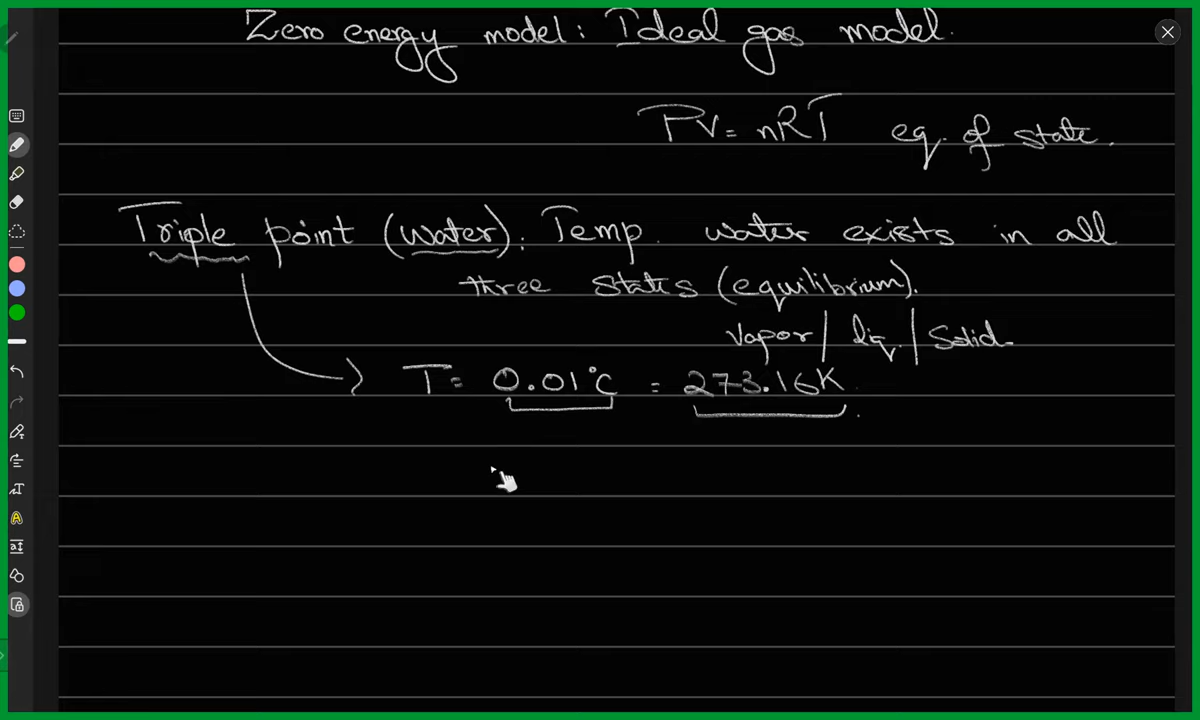 Zero energy model: Ideal gas model.
PV = nRT eq. of state.
Triple point (water): Temp. water exists in all
three states (equilibrium).
Vapor / liq. / Solid
T = 0.01°C = 273.16K.